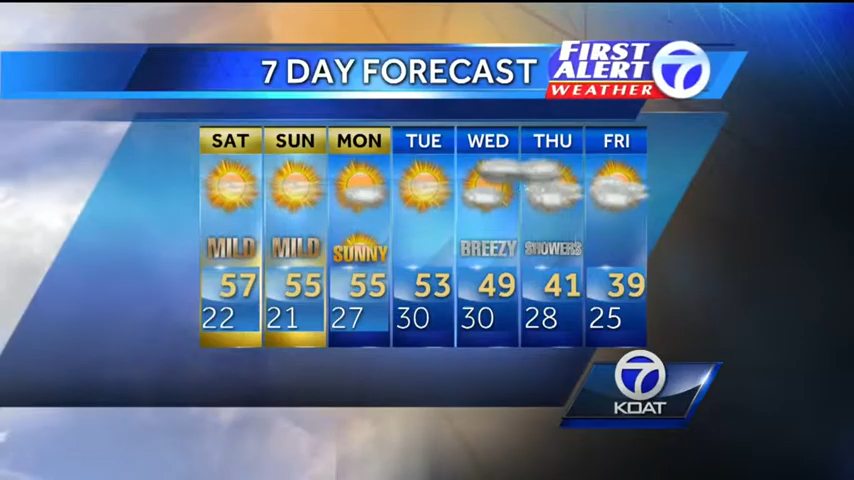 7 DAY FORECAST
FIRST
ALERT
WEATHER
7
SAT SUN MON TUE WED THU FRI
MILD MILD SUNNY BREEZY SHOWERS
57 55 55 53 49 41 39
22 21 27 30 30 28 25
7
KOAT